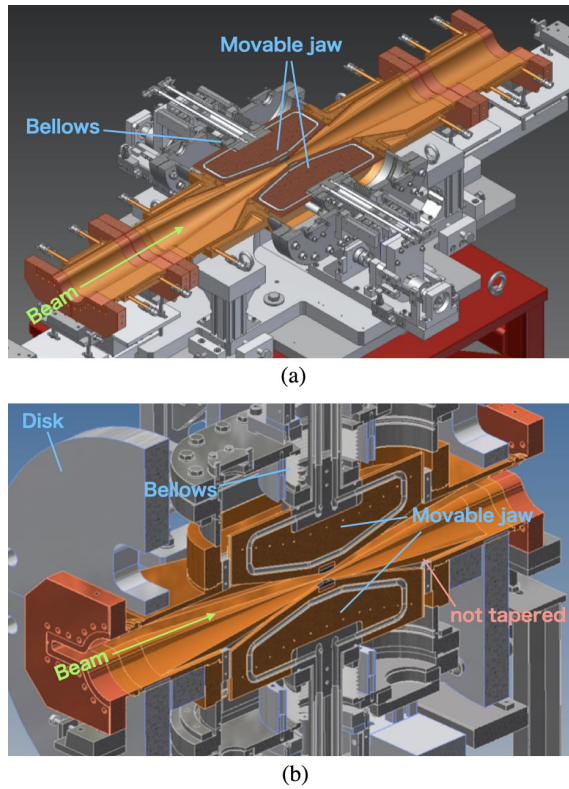 Movable jaw
Bellows
Beam
(a)
Disk
Bellows
Movable jaw
not tapered
Beam
(b)